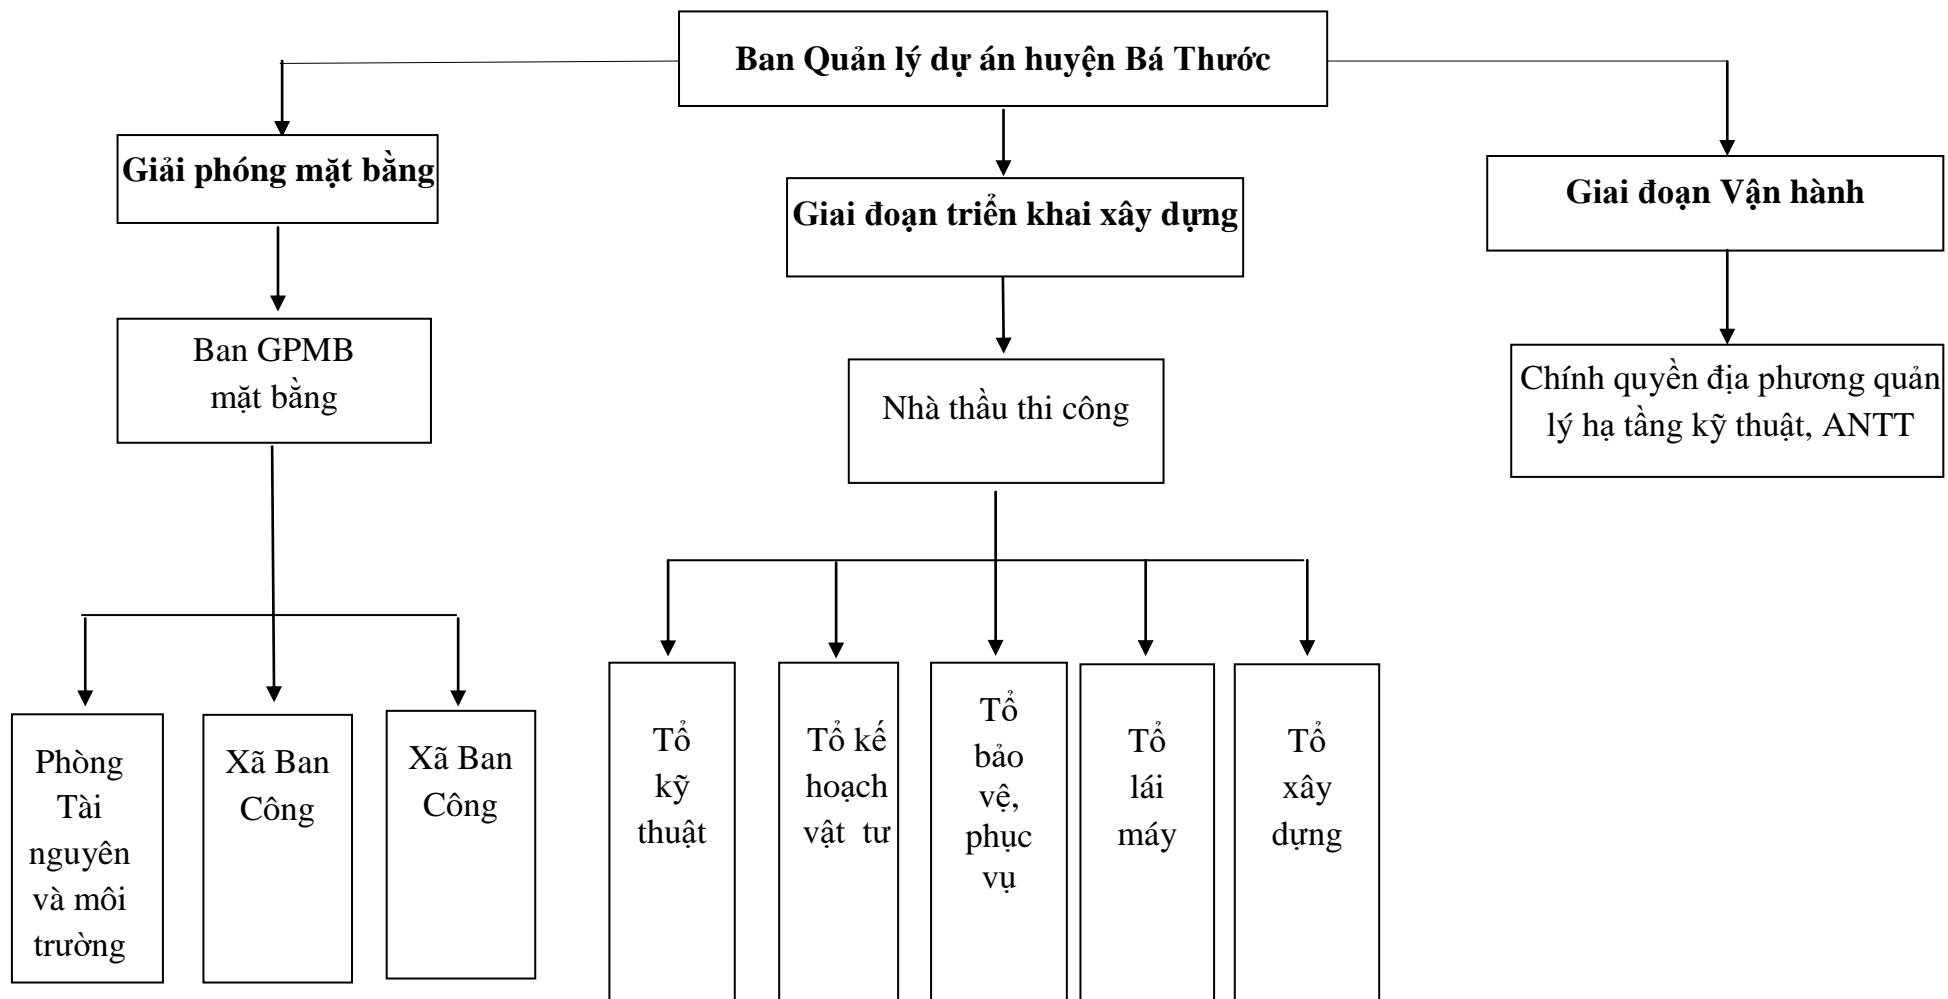 Ban Quản lý dự án huyện Bá Thước
Giải phóng mặt bằng
Giai đoạn triển khai xây dựng
Giai đoạn Vận hành
Ban GPMB
mặt bằng
Nhà thầu thi công
Chính quyền địa phương quản
lý hạ tầng kỹ thuật, ANTT
Phòng
Tài
nguyên
và môi
trường
Xã Ban
Công
Xã Ban
Công
Tổ
kỹ
thuật
Tổ kế
hoạch
vật tư
Tổ
bảo
vệ,
phục
vụ
Tổ
lái
máy
Tổ
xây
dựng